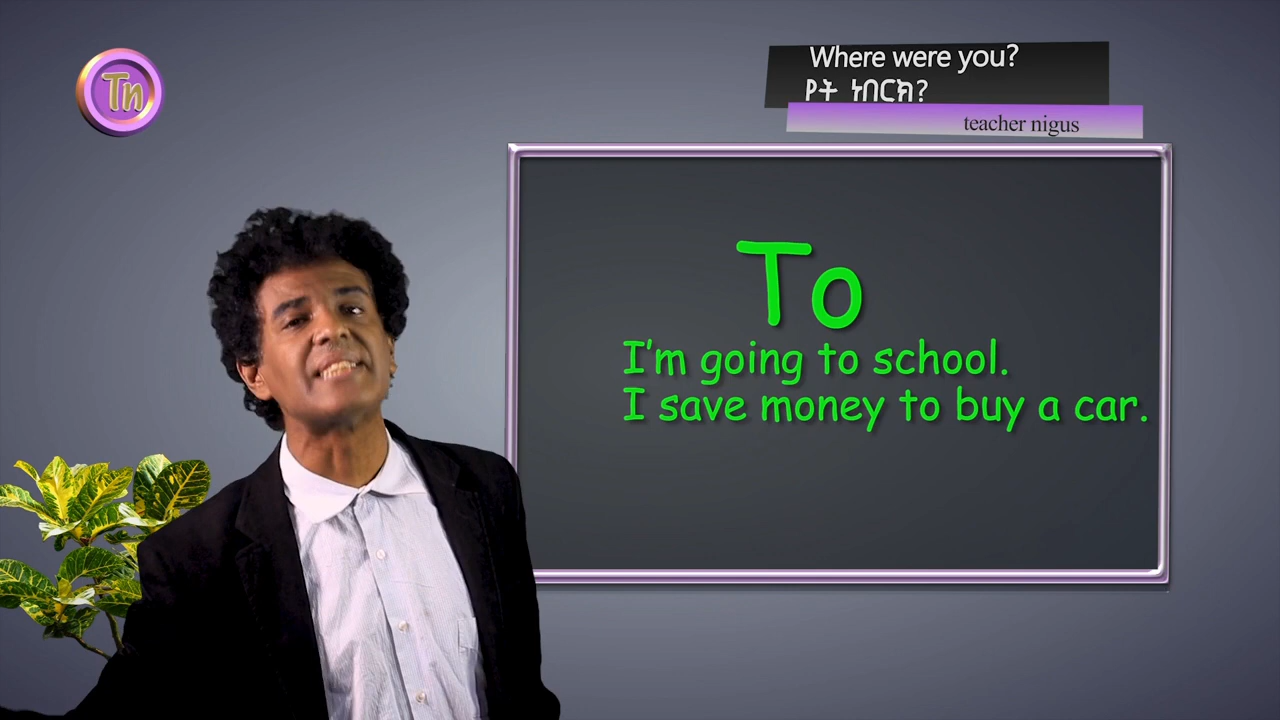 Tn
Where were you?
የት ነበርክ?
teacher nigus
To
I'm going to school.
I save money to buy a car.